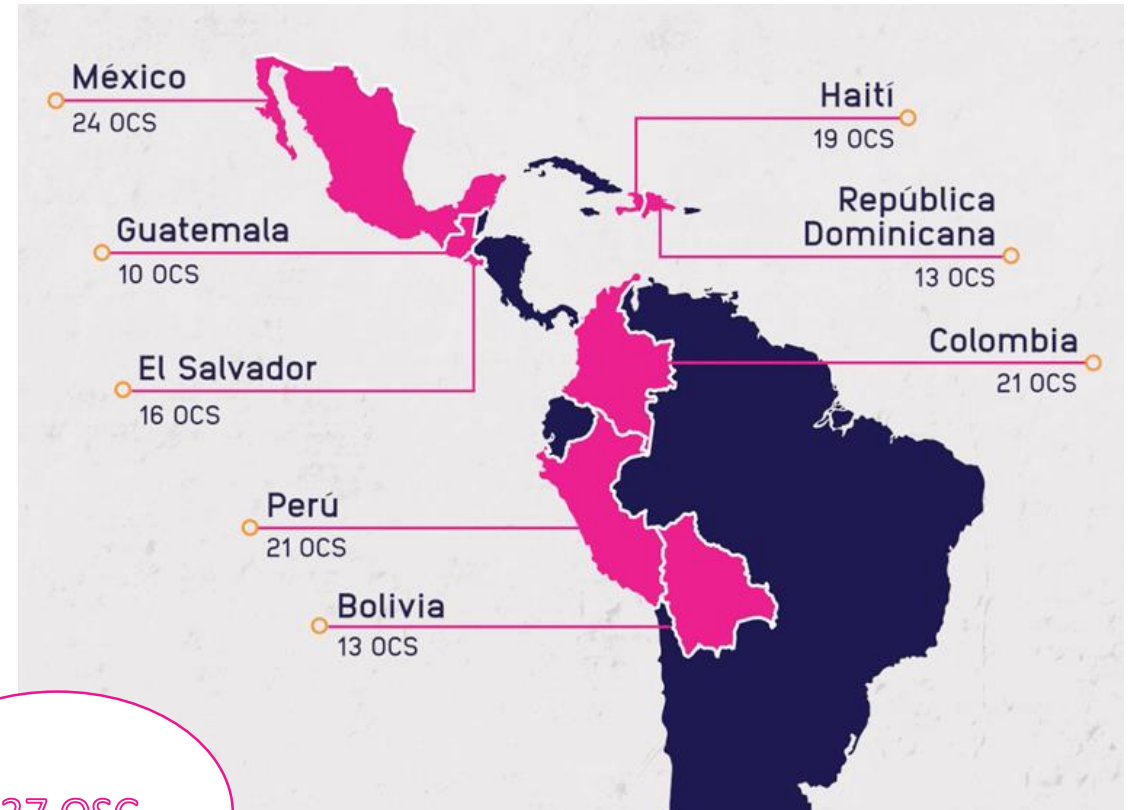 México
24 OCS
Haití
19 OCS
República
Dominicana
13 OCS
Guatemala
10 OCS
Colombia
21 OCS
El Salvador
16 OCS
Perú
21 OCS
Bolivia
13 OCS